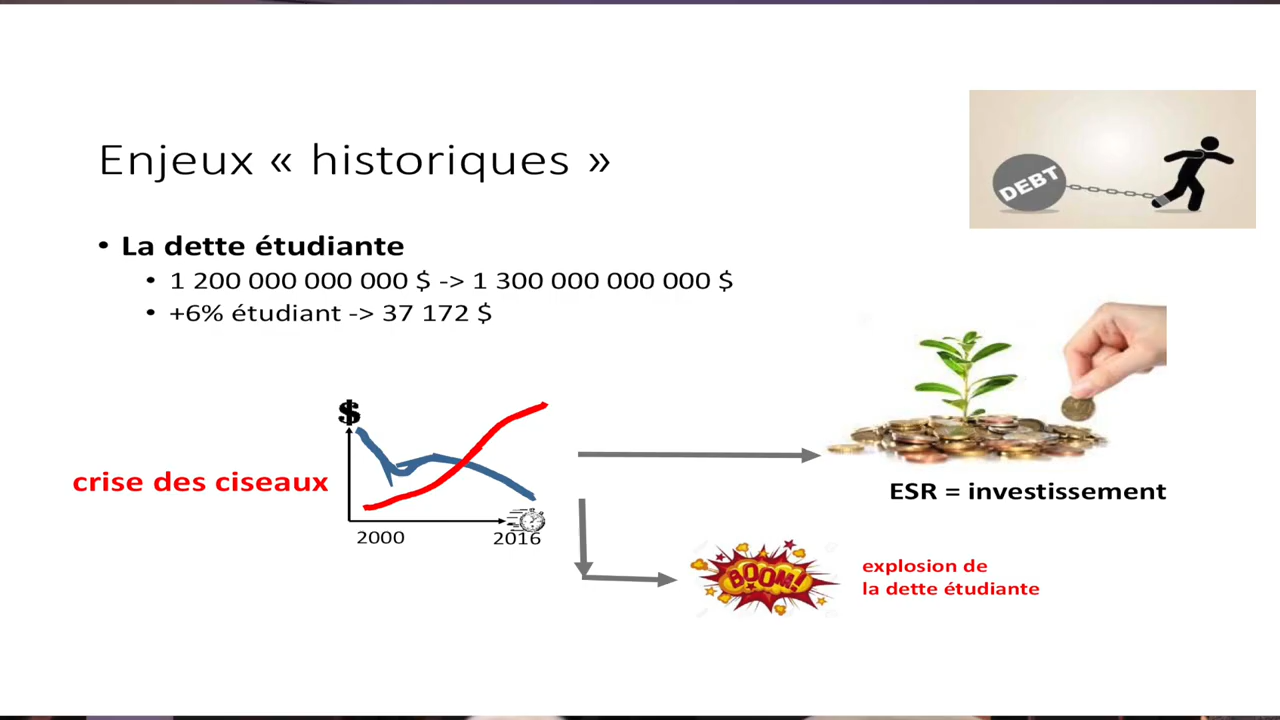 Enjeux « historiques »
DEBT
• La dette étudiante
• 1 200 000 000 000 $ -> 1 300 000 000 000 $
• +6% étudiant -> 37 172 $
$
crise des ciseaux
2000
2016
ESR = investissement
BOOM!
explosion de
la dette étudiante